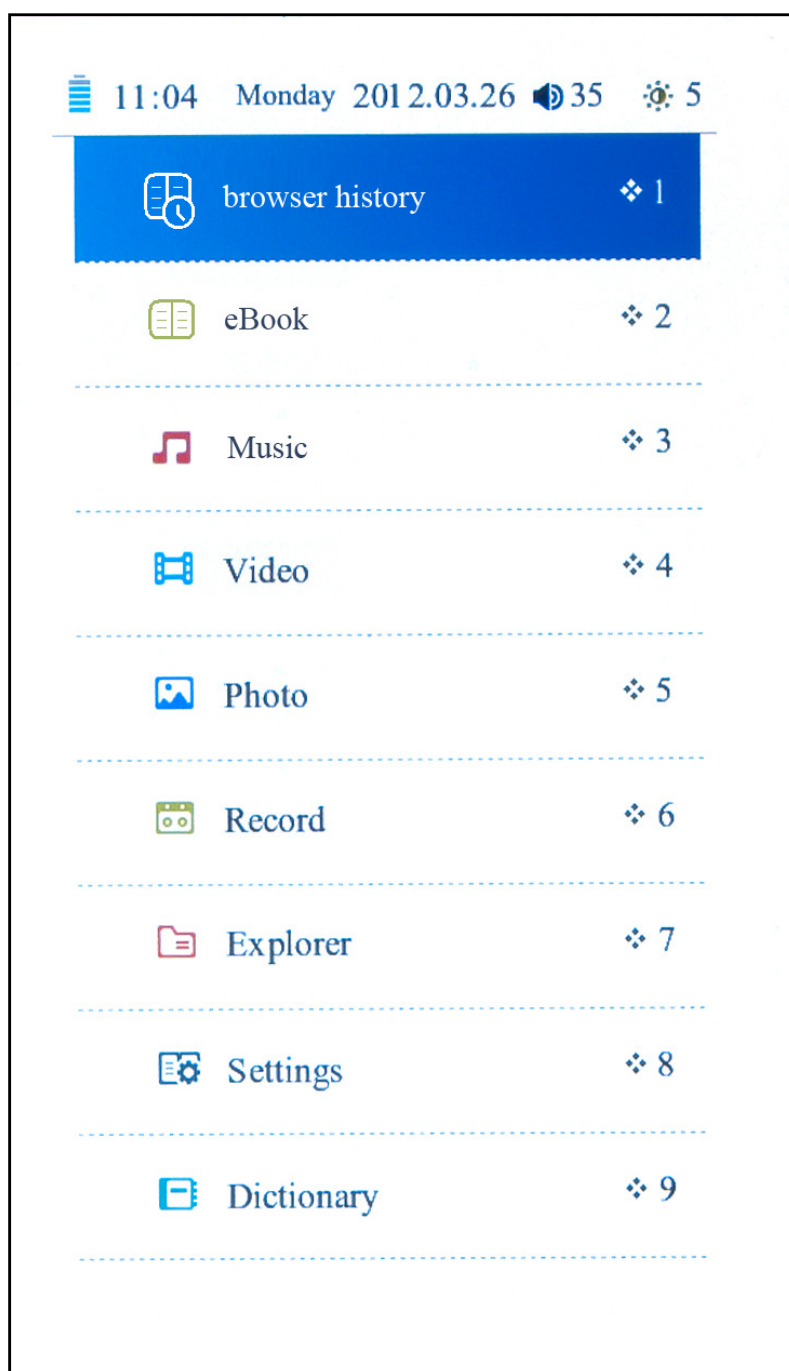 11:04 Monday 2012.03.26 35 5
browser history 1
eBook 2
Music 3
Video 4
Photo 5
Record 6
Explorer 7
Settings 8
Dictionary 9